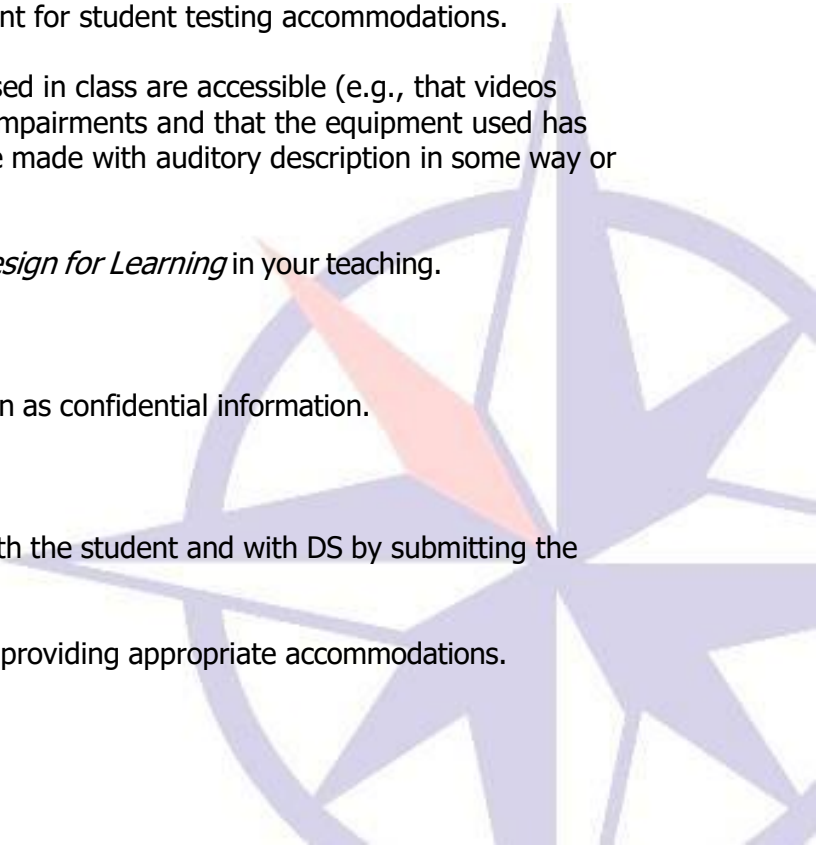 nt for student testing accommodations.
sed in class are accessible (e.g., that videos
mpairments and that the equipment used has
e made with auditory description in some way or
esign for Learning in your teaching.
n as confidential information.
th the student and with DS by submitting the
providing appropriate accommodations.